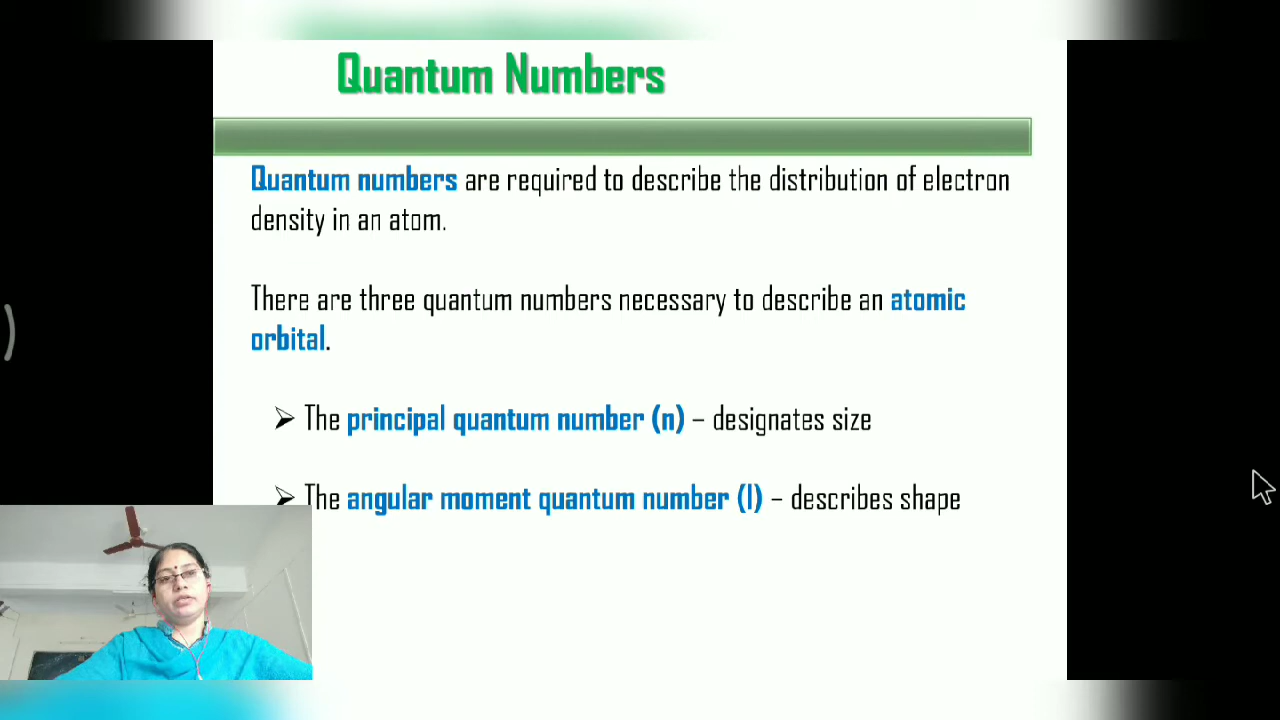 Quantum Numbers
Quantum numbers are required to describe the distribution of electron
density in an atom.
There are three quantum numbers necessary to describe an atomic
orbital.
➢ The principal quantum number (n) – designates size
➢ The angular moment quantum number (l) – describes shape